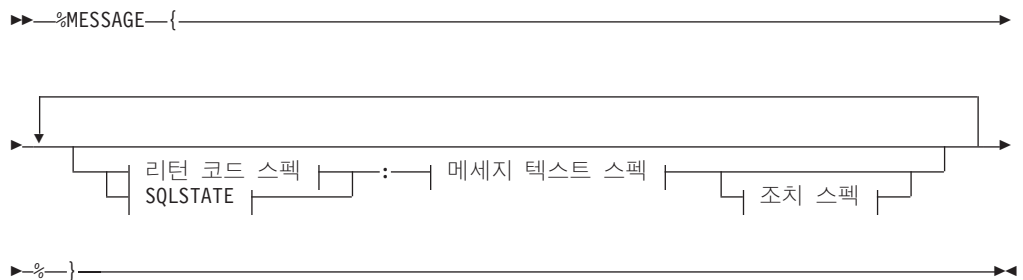 %MESSAGE {
리턴 코드 스펙 : 메세지 텍스트 스펙
SQLSTATE 조치 스펙
% }